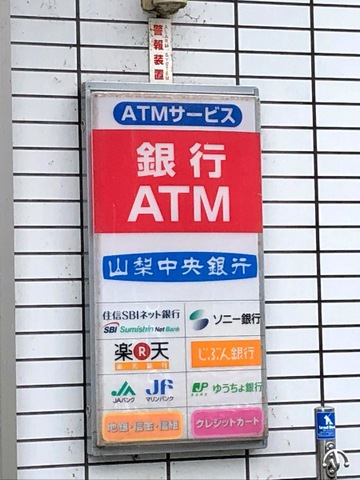 警報装置
ATMサービス
銀行
ATM
山梨中央銀行
住信SBIネット銀行
SBI Sumishin Net Bank
ソニー銀行
楽R天
じぶん銀行
JA
JAバンク
JF
マリンバンク
JP
ゆうちょ銀行
地銀・信金・信組
クレジットカード